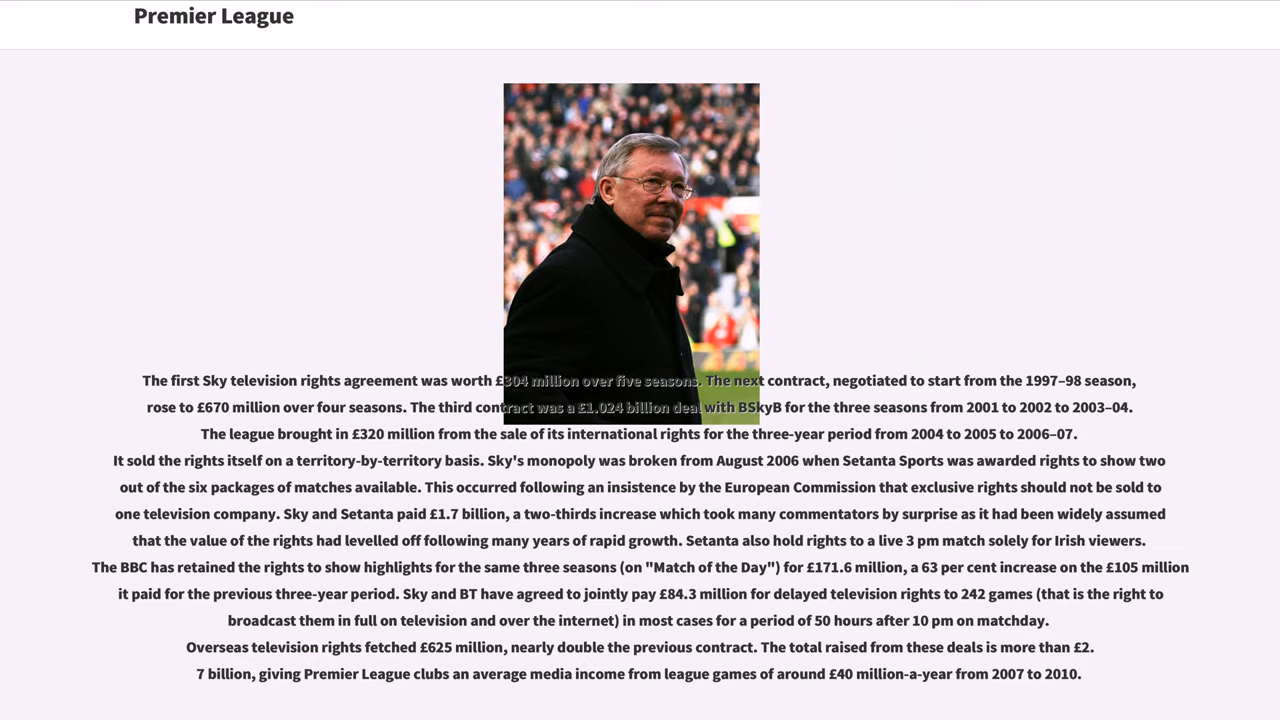 Premier League
The first Sky television rights agreement was worth £304 million over five seasons. The next contract, negotiated to start from the 1997–98 season,
rose to £670 million over four seasons. The third contract was a £1.024 billion deal with BSkyB for the three seasons from 2001 to 2002 to 2003–04.
The league brought in £320 million from the sale of its international rights for the three-year period from 2004 to 2005 to 2006–07.
It sold the rights itself on a territory-by-territory basis. Sky's monopoly was broken from August 2006 when Setanta Sports was awarded rights to show two
out of the six packages of matches available. This occurred following an insistence by the European Commission that exclusive rights should not be sold to
one television company. Sky and Setanta paid £1.7 billion, a two-thirds increase which took many commentators by surprise as it had been widely assumed
that the value of the rights had levelled off following many years of rapid growth. Setanta also hold rights to a live 3 pm match solely for Irish viewers.
The BBC has retained the rights to show highlights for the same three seasons (on "Match of the Day") for £171.6 million, a 63 per cent increase on the £105 million
it paid for the previous three-year period. Sky and BT have agreed to jointly pay £84.3 million for delayed television rights to 242 games (that is the right to
broadcast them in full on television and over the internet) in most cases for a period of 50 hours after 10 pm on matchday.
Overseas television rights fetched £625 million, nearly double the previous contract. The total raised from these deals is more than £2.
7 billion, giving Premier League clubs an average media income from league games of around £40 million-a-year from 2007 to 2010.